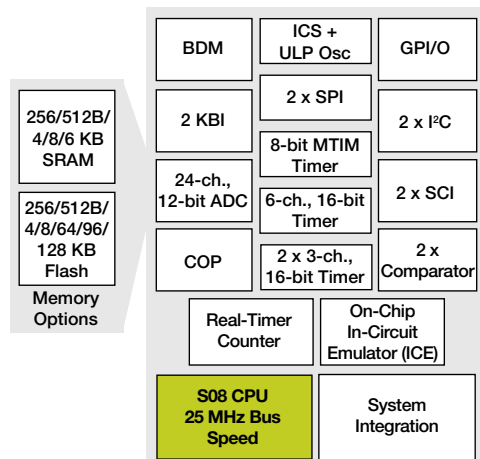 256/512B/
4/8/6 KB
SRAM
256/512B/
4/8/64/96/
128 KB
Flash
Memory
Options
BDM
ICS +
ULP Osc
GPI/O
2 KBI
2 x SPI
2 x I²C
8-bit MTIM
Timer
24-ch.,
12-bit ADC
6-ch., 16-bit
Timer
2 x SCI
COP
2 x 3-ch.,
16-bit Timer
2 x
Comparator
Real-Timer
Counter
On-Chip
In-Circuit
Emulator (ICE)
S08 CPU
25 MHz Bus
Speed
System
Integration